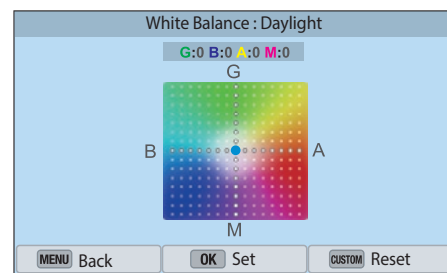 White Balance : Daylight
G:0 B:0 A:0 M:0
G
B A
M
MENU Back OK Set CUSTOM Reset